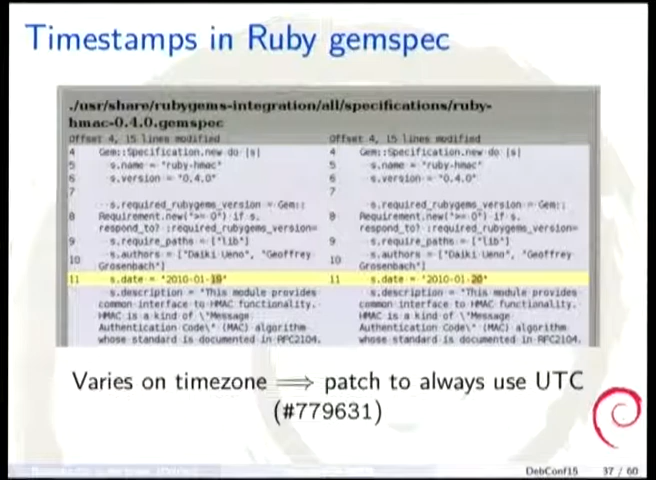 Timestamps in Ruby gemspec
./usr/share/rubygems-integration/all/specifications/ruby-
hmac-0.4.0.gemspec
Offset 4, 15 lines modified
4 Gem::Specification.new do |s|
5 s.name = "ruby-hmac"
6 s.version = "0.4.0"
7
s.required_rubygems_version = Gem::
8 Requirement.new(">= 0") if s.
respond_to? :required_rubygems_version=
9 s.require_paths = ["lib"]
10 s.authors = ["Daiki Ueno", "Geoffrey
Grosenbach"]
11 s.date = "2010-01-19"
s.description = "This module provides
common interface to HMAC functionality.
HMAC is a kind of \"Message
Authentication Code\" (MAC) algorithm
whose standard is documented in RFC2104.
Offset 4, 15 lines modified
4 Gem::Specification.new do |s|
5 s.name = "ruby-hmac"
6 s.version = "0.4.0"
7
s.required_rubygems_version = Gem::
8 Requirement.new(">= 0") if s.
respond_to? :required_rubygems_version=
9 s.require_paths = ["lib"]
10 s.authors = ["Daiki Ueno", "Geoffrey
Grosenbach"]
11 s.date = "2010-01-20"
s.description = "This module provides
common interface to HMAC functionality.
HMAC is a kind of \"Message
Authentication Code\" (MAC) algorithm
whose standard is documented in RFC2104.
Varies on timezone ⟹ patch to always use UTC
(#779631)
DebConf15 37 / 60